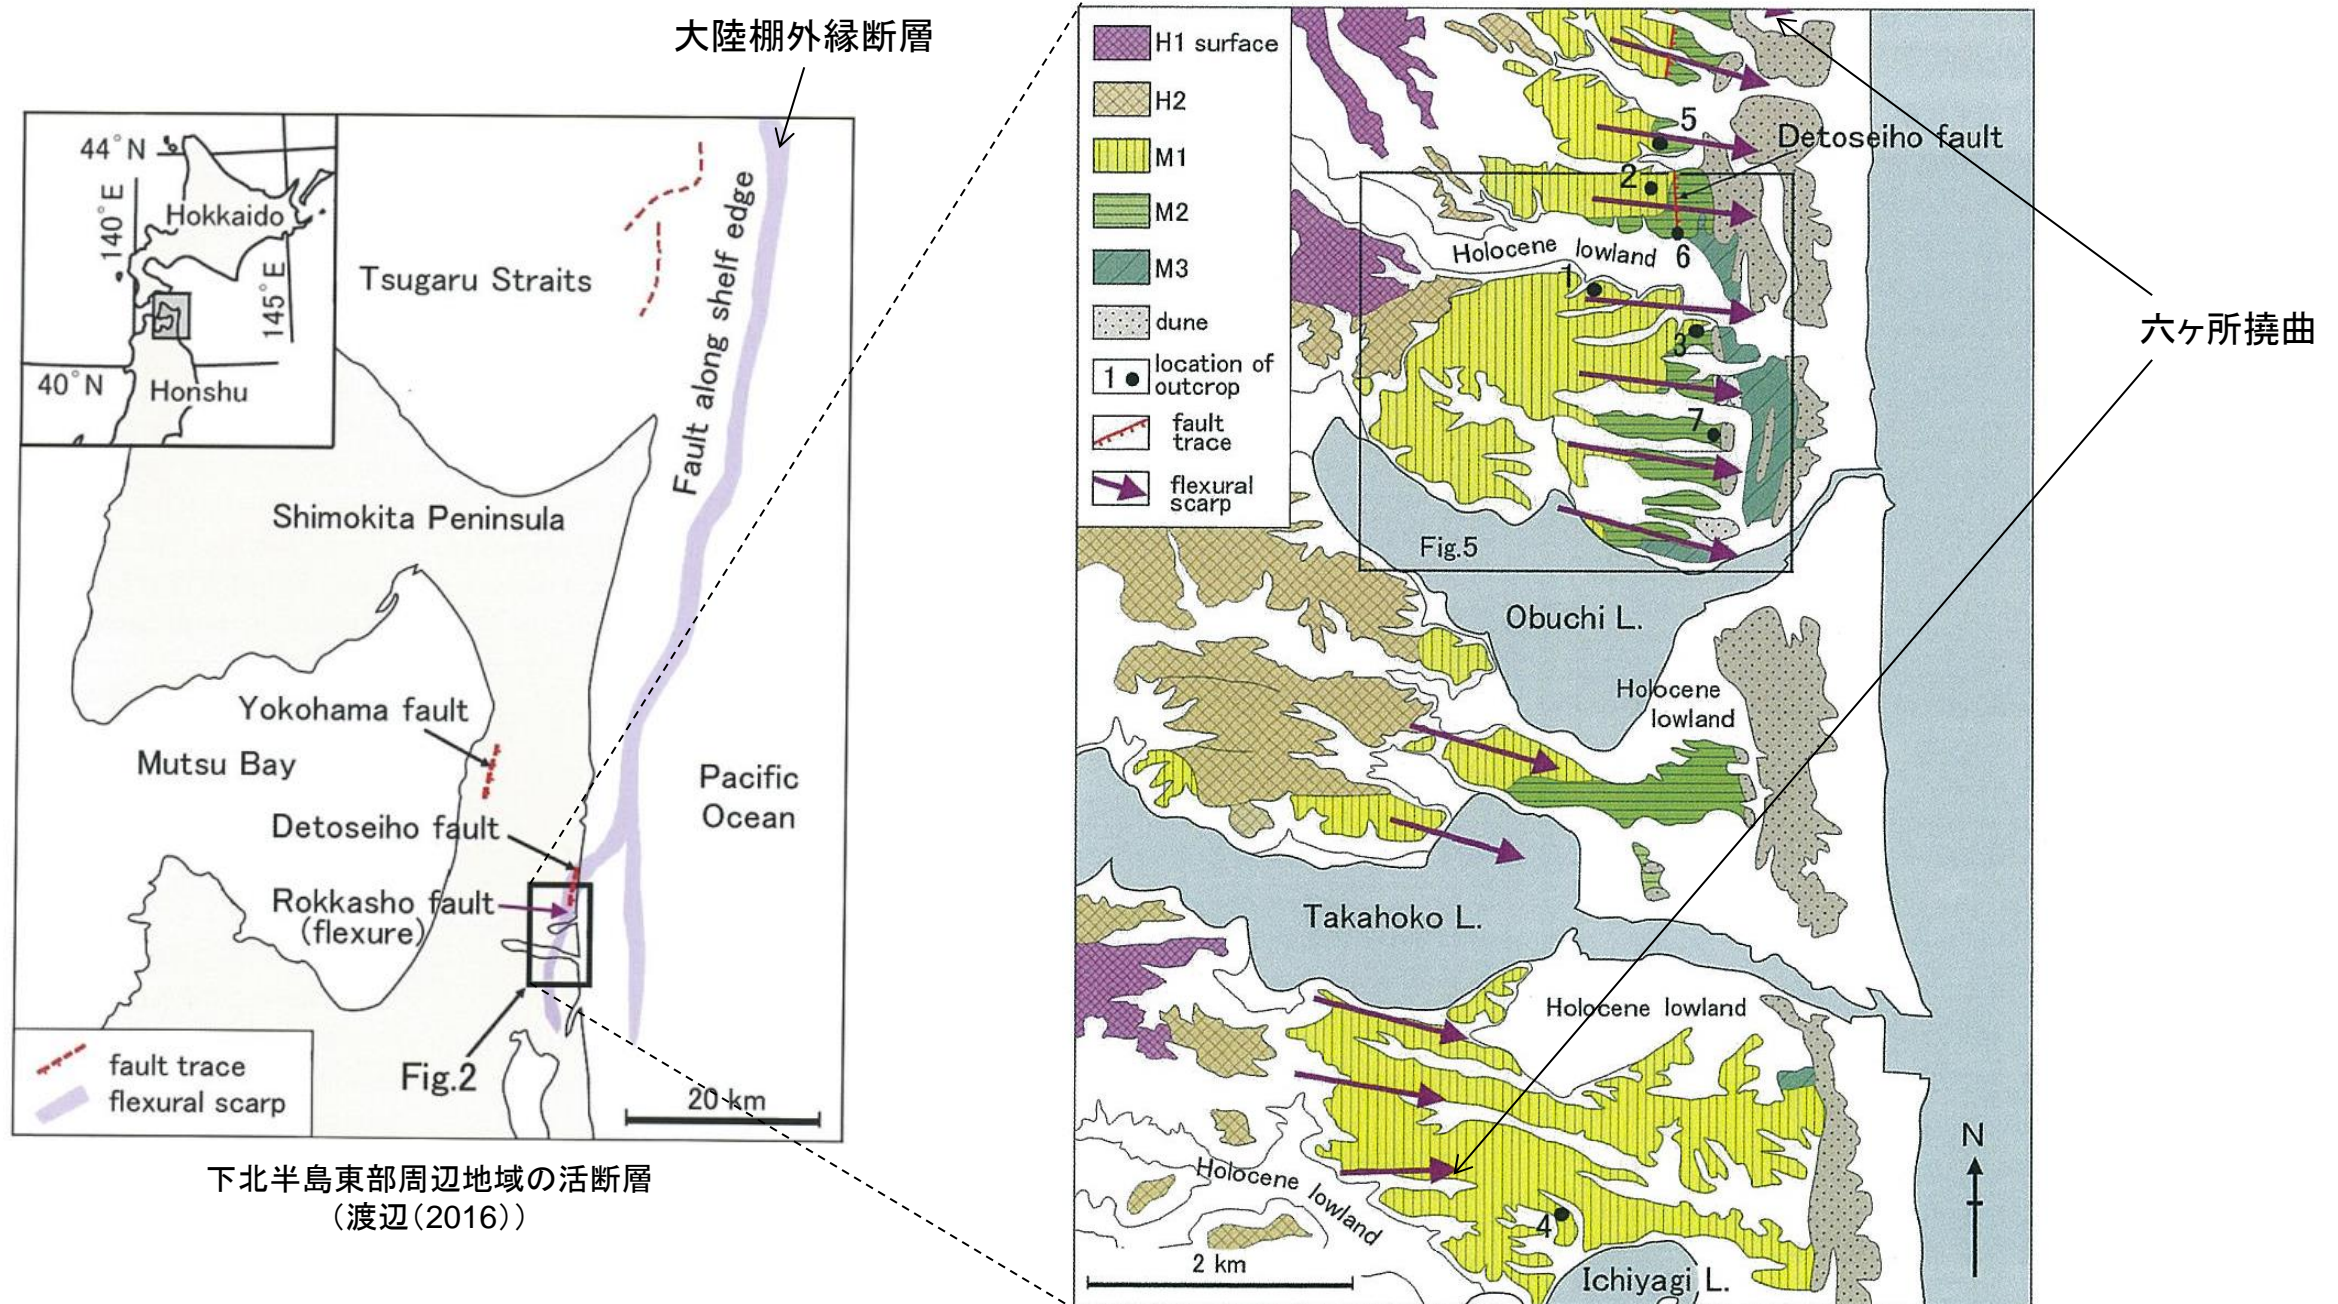 大陸棚外縁断層
44°N
140°E
Hokkaido
145°E
40°N
Honshu
Tsugaru Straits
Fault along shelf edge
Shimokita Peninsula
Yokohama fault
Mutsu Bay
Pacific
Ocean
Detoseiho fault
Rokkasho fault
(flexure)
Fig.2
fault trace
flexural scarp
20 km
下北半島東部周辺地域の活断層
（渡辺（2016））
H1 surface
H2
M1
M2
M3
dune
1 location of
outcrop
fault
trace
flexural
scarp
5
Detoseiho fault
2
Holocene lowland
6
1
3
7
Fig.5
Obuchi L.
Holocene
lowland
Takahoko L.
Holocene lowland
Holocene lowland
4
2 km
Ichiyagi L.
N
六ヶ所撓曲